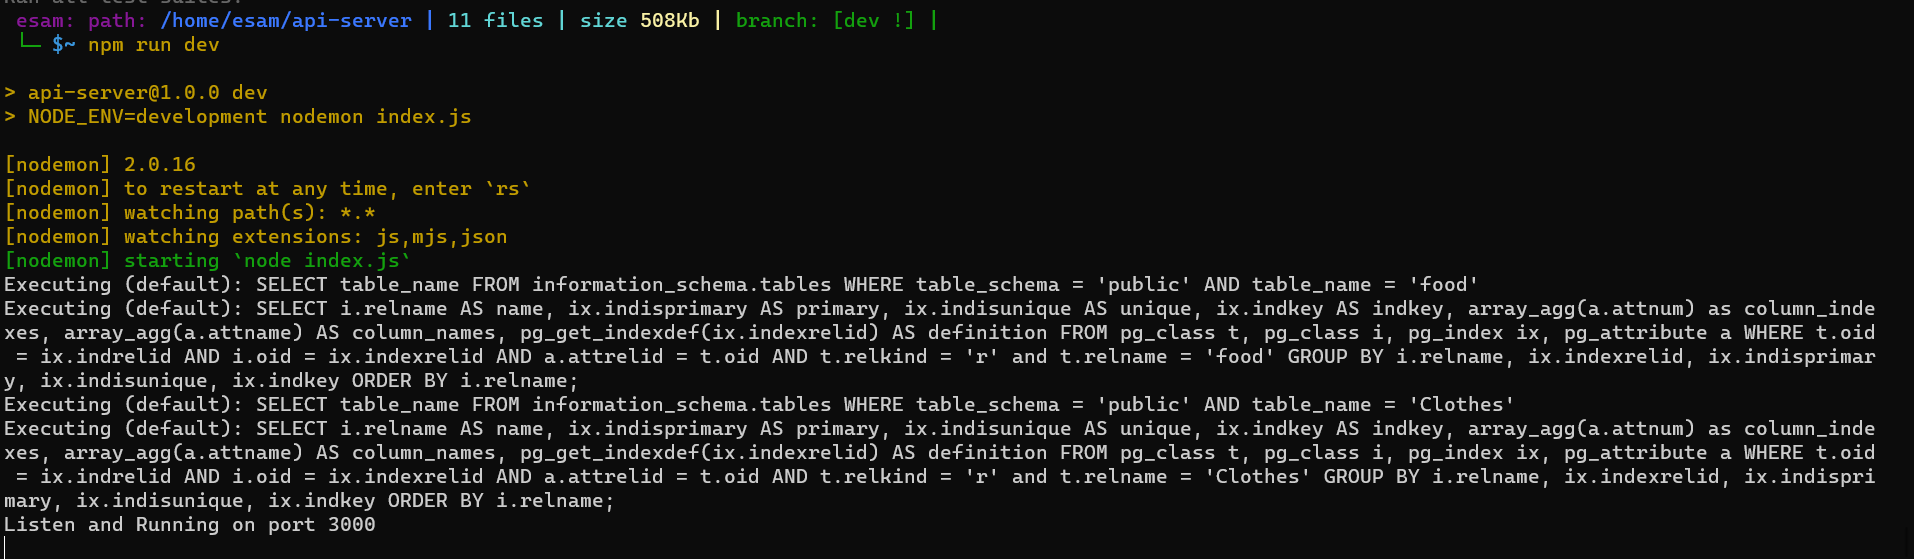 Ran all test suites.
esam: path: /home/esam/api-server | 11 files | size 508Kb | branch: [dev !] |
└─ $~ npm run dev
> api-server@1.0.0 dev
> NODE_ENV=development nodemon index.js
[nodemon] 2.0.16
[nodemon] to restart at any time, enter `rs`
[nodemon] watching path(s): *.*
[nodemon] watching extensions: js,mjs,json
[nodemon] starting `node index.js`
Executing (default): SELECT table_name FROM information_schema.tables WHERE table_schema = 'public' AND table_name = 'food'
Executing (default): SELECT i.relname AS name, ix.indisprimary AS primary, ix.indisunique AS unique, ix.indkey AS indkey, array_agg(a.attnum) as column_inde
xes, array_agg(a.attname) AS column_names, pg_get_indexdef(ix.indexrelid) AS definition FROM pg_class t, pg_class i, pg_index ix, pg_attribute a WHERE t.oid
= ix.indrelid AND i.oid = ix.indexrelid AND a.attrelid = t.oid AND t.relkind = 'r' and t.relname = 'food' GROUP BY i.relname, ix.indexrelid, ix.indisprimar
y, ix.indisunique, ix.indkey ORDER BY i.relname;
Executing (default): SELECT table_name FROM information_schema.tables WHERE table_schema = 'public' AND table_name = 'Clothes'
Executing (default): SELECT i.relname AS name, ix.indisprimary AS primary, ix.indisunique AS unique, ix.indkey AS indkey, array_agg(a.attnum) as column_inde
xes, array_agg(a.attname) AS column_names, pg_get_indexdef(ix.indexrelid) AS definition FROM pg_class t, pg_class i, pg_index ix, pg_attribute a WHERE t.oid
= ix.indrelid AND i.oid = ix.indexrelid AND a.attrelid = t.oid AND t.relkind = 'r' and t.relname = 'Clothes' GROUP BY i.relname, ix.indexrelid, ix.indispri
mary, ix.indisunique, ix.indkey ORDER BY i.relname;
Listen and Running on port 3000